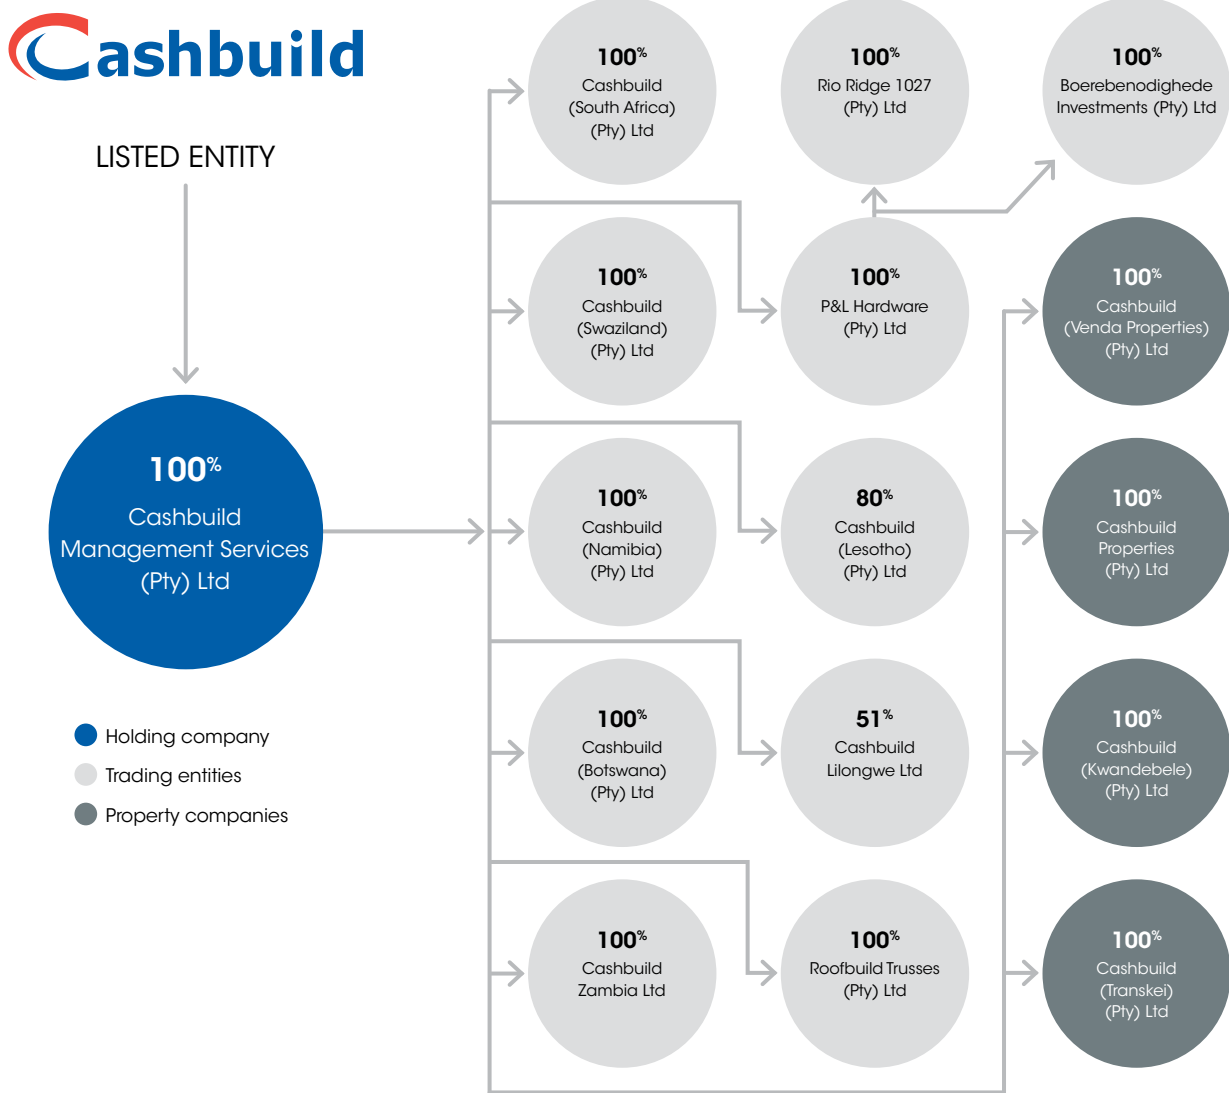 Cashbuild
LISTED ENTITY
100%
Cashbuild
Management Services
(Pty) Ltd
Holding company
Trading entities
Property companies
100%
Cashbuild
(South Africa)
(Pty) Ltd
100%
Rio Ridge 1027
(Pty) Ltd
100%
Boerebenodighede
Investments (Pty) Ltd
100%
Cashbuild
(Swaziland)
(Pty) Ltd
100%
P&L Hardware
(Pty) Ltd
100%
Cashbuild
(Venda Properties)
(Pty) Ltd
100%
Cashbuild
(Namibia)
(Pty) Ltd
80%
Cashbuild
(Lesotho)
(Pty) Ltd
100%
Cashbuild
Properties
(Pty) Ltd
100%
Cashbuild
(Botswana)
(Pty) Ltd
51%
Cashbuild
Lilongwe Ltd
100%
Cashbuild
(Kwandebele)
(Pty) Ltd
100%
Cashbuild
Zambia Ltd
100%
Roofbuild Trusses
(Pty) Ltd
100%
Cashbuild
(Transkei)
(Pty) Ltd